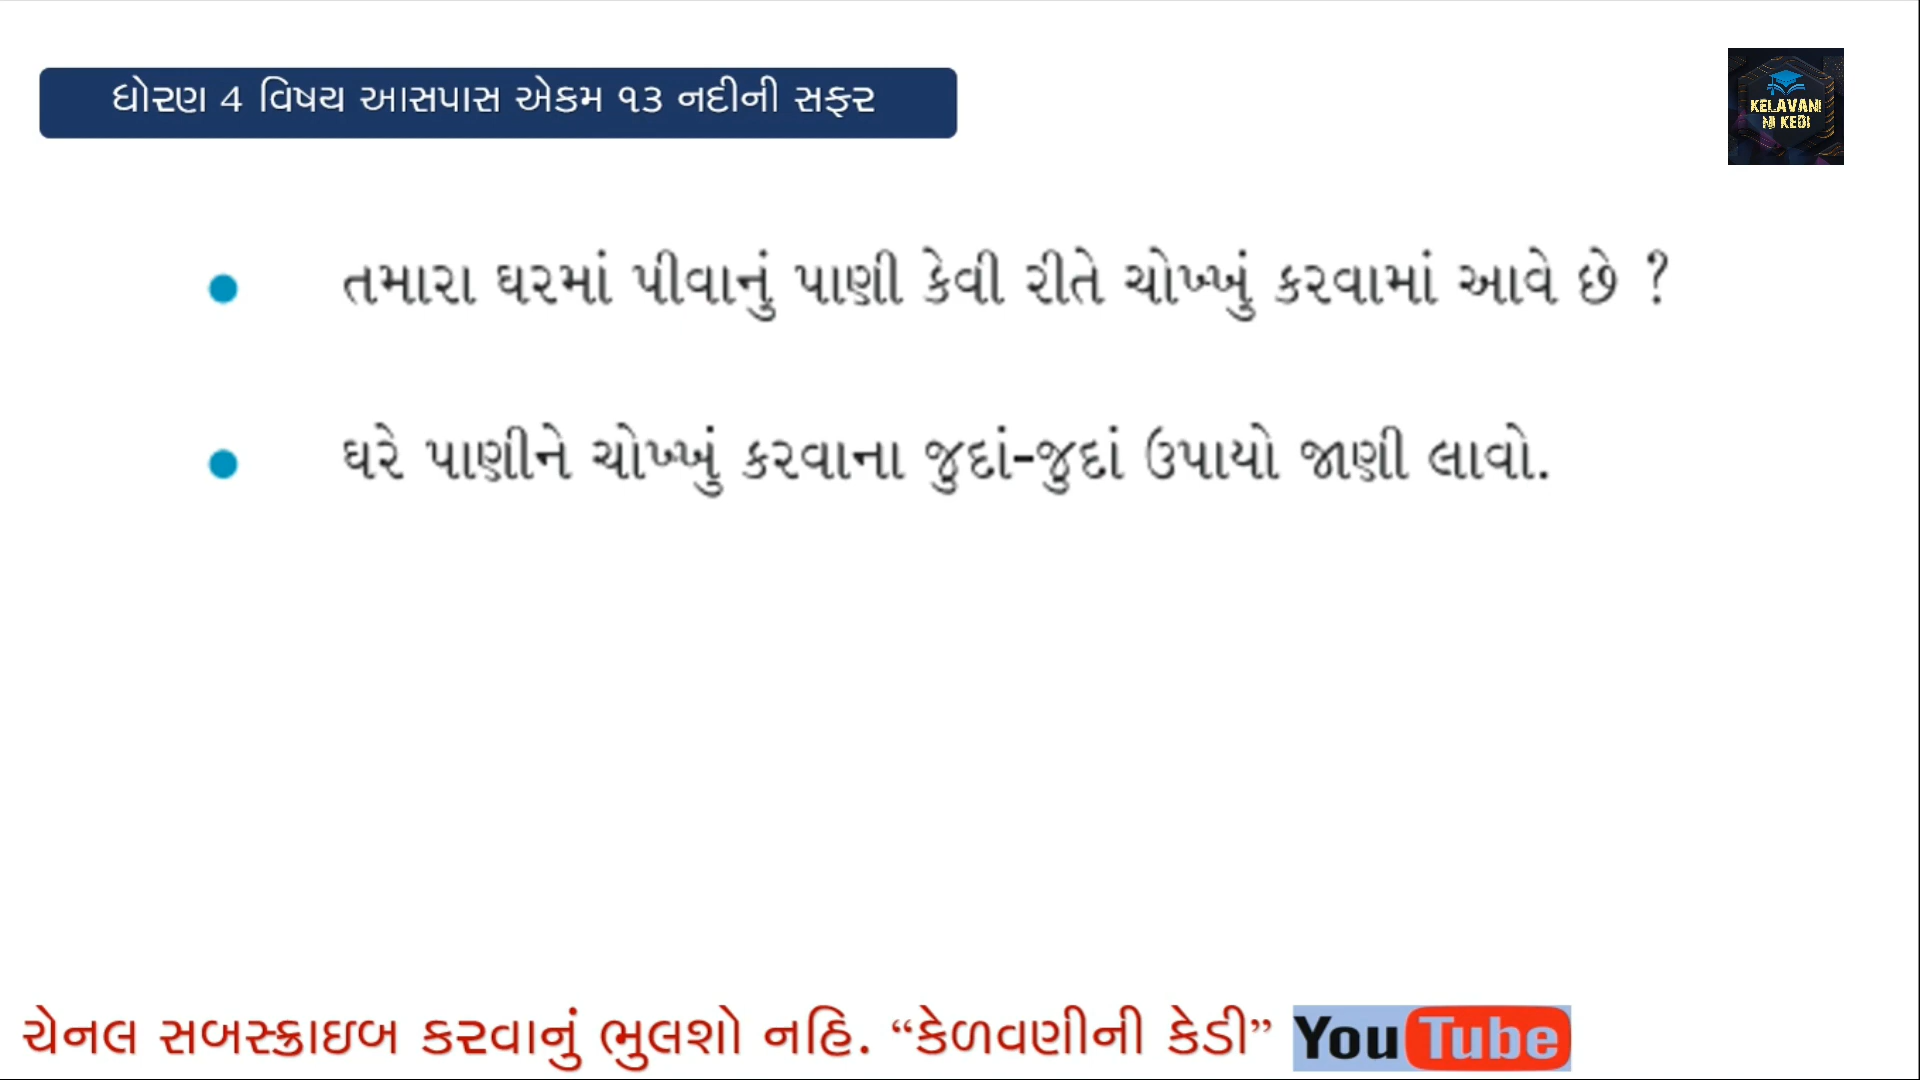 ધોરણ 4 વિષય આસપાસ એકમ ૧૩ નદીની સફર
KELAVANI
NI KEDI
તમારા ઘરમાં પીવાનું પાણી કેવી રીતે ચોખ્ખું કરવામાં આવે છે ?
ઘરે પાણીને ચોખ્ખું કરવાના જુદાં-જુદાં ઉપાયો જાણી લાવો.
ચેનલ સબસ્ક્રાઇબ કરવાનું ભુલશો નહિ. “કેળવણીની કેડી” YouTube